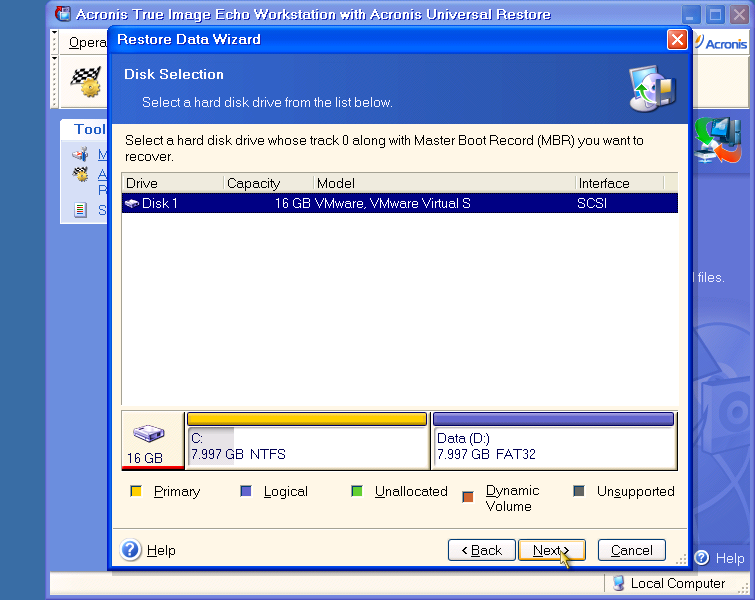 Acronis True Image Echo Workstation with Acronis Universal Restore
Opera
Acronis
Restore Data Wizard
Disk Selection
Select a hard disk drive from the list below.
Tool
M
A
R
S
Select a hard disk drive whose track 0 along with Master Boot Record (MBR) you want to
recover.
Drive Capacity Model Interface
Disk 1 16 GB VMware, VMware Virtual S SCSI
files.
16 GB
C:
7.997 GB NTFS
Data (D:)
7.997 GB FAT32
Primary Logical Unallocated Dynamic Unsupported
Volume
Help < Back Next > Cancel
Help
Local Computer